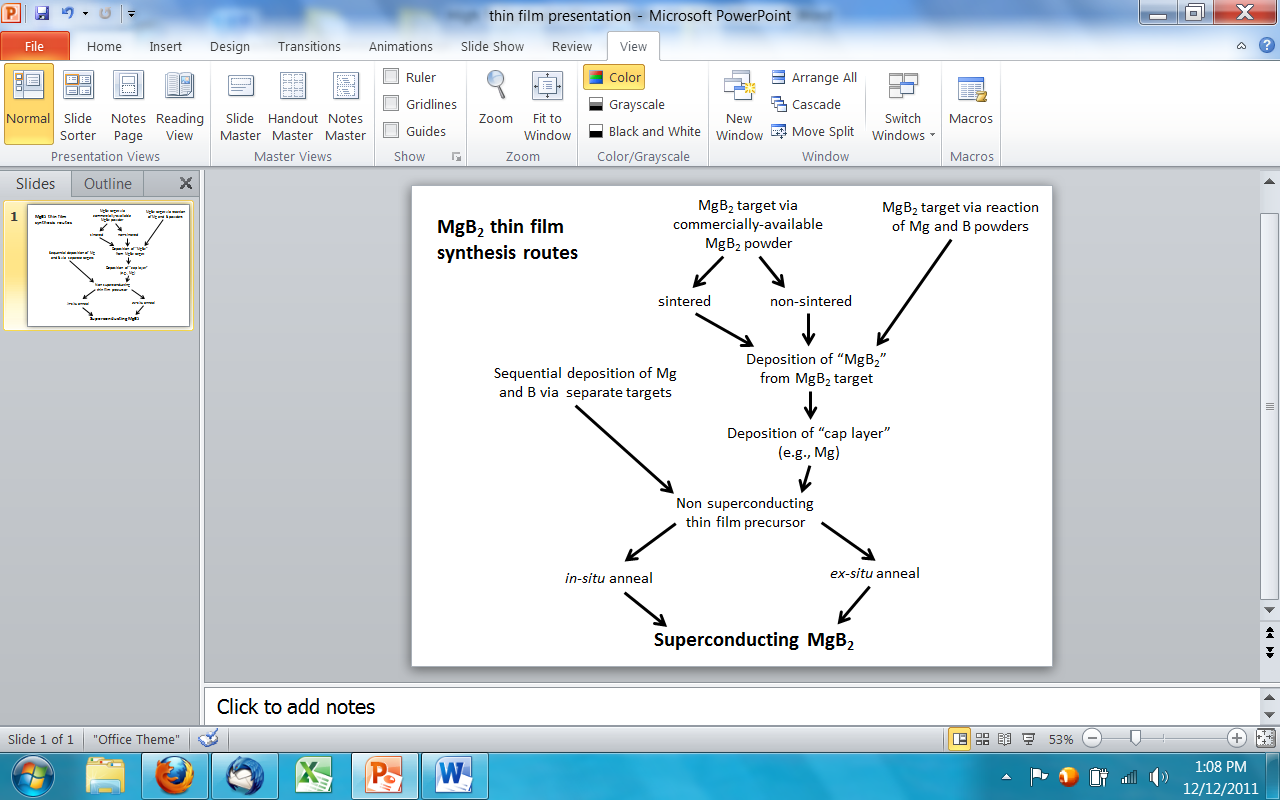 thin film presentation - Microsoft PowerPoint
File Home Insert Design Transitions Animations Slide Show Review View
Normal
Slide Sorter
Notes Page
Reading View
Presentation Views
Slide Master
Handout Master
Notes Master
Master Views
Ruler
Gridlines
Guides
Show
Zoom
Fit to Window
Zoom
Color
Grayscale
Black and White
Color/Grayscale
New Window
Arrange All
Cascade
Move Split
Switch Windows
Window
Macros
Macros
Slides Outline
1
MgB₂ thin film
synthesis routes
MgB₂ target via
commercially-available
MgB₂ powder
MgB₂ target via reaction
of Mg and B powders
sintered
non-sintered
Deposition of “MgB₂”
from MgB₂ target
Sequential deposition of Mg
and B via separate targets
Deposition of “cap layer”
(e.g., Mg)
Non superconducting
thin film precursor
in-situ anneal
ex-situ anneal
Superconducting MgB₂
Click to add notes
Slide 1 of 1 "Office Theme" 53%
1:08 PM
12/12/2011